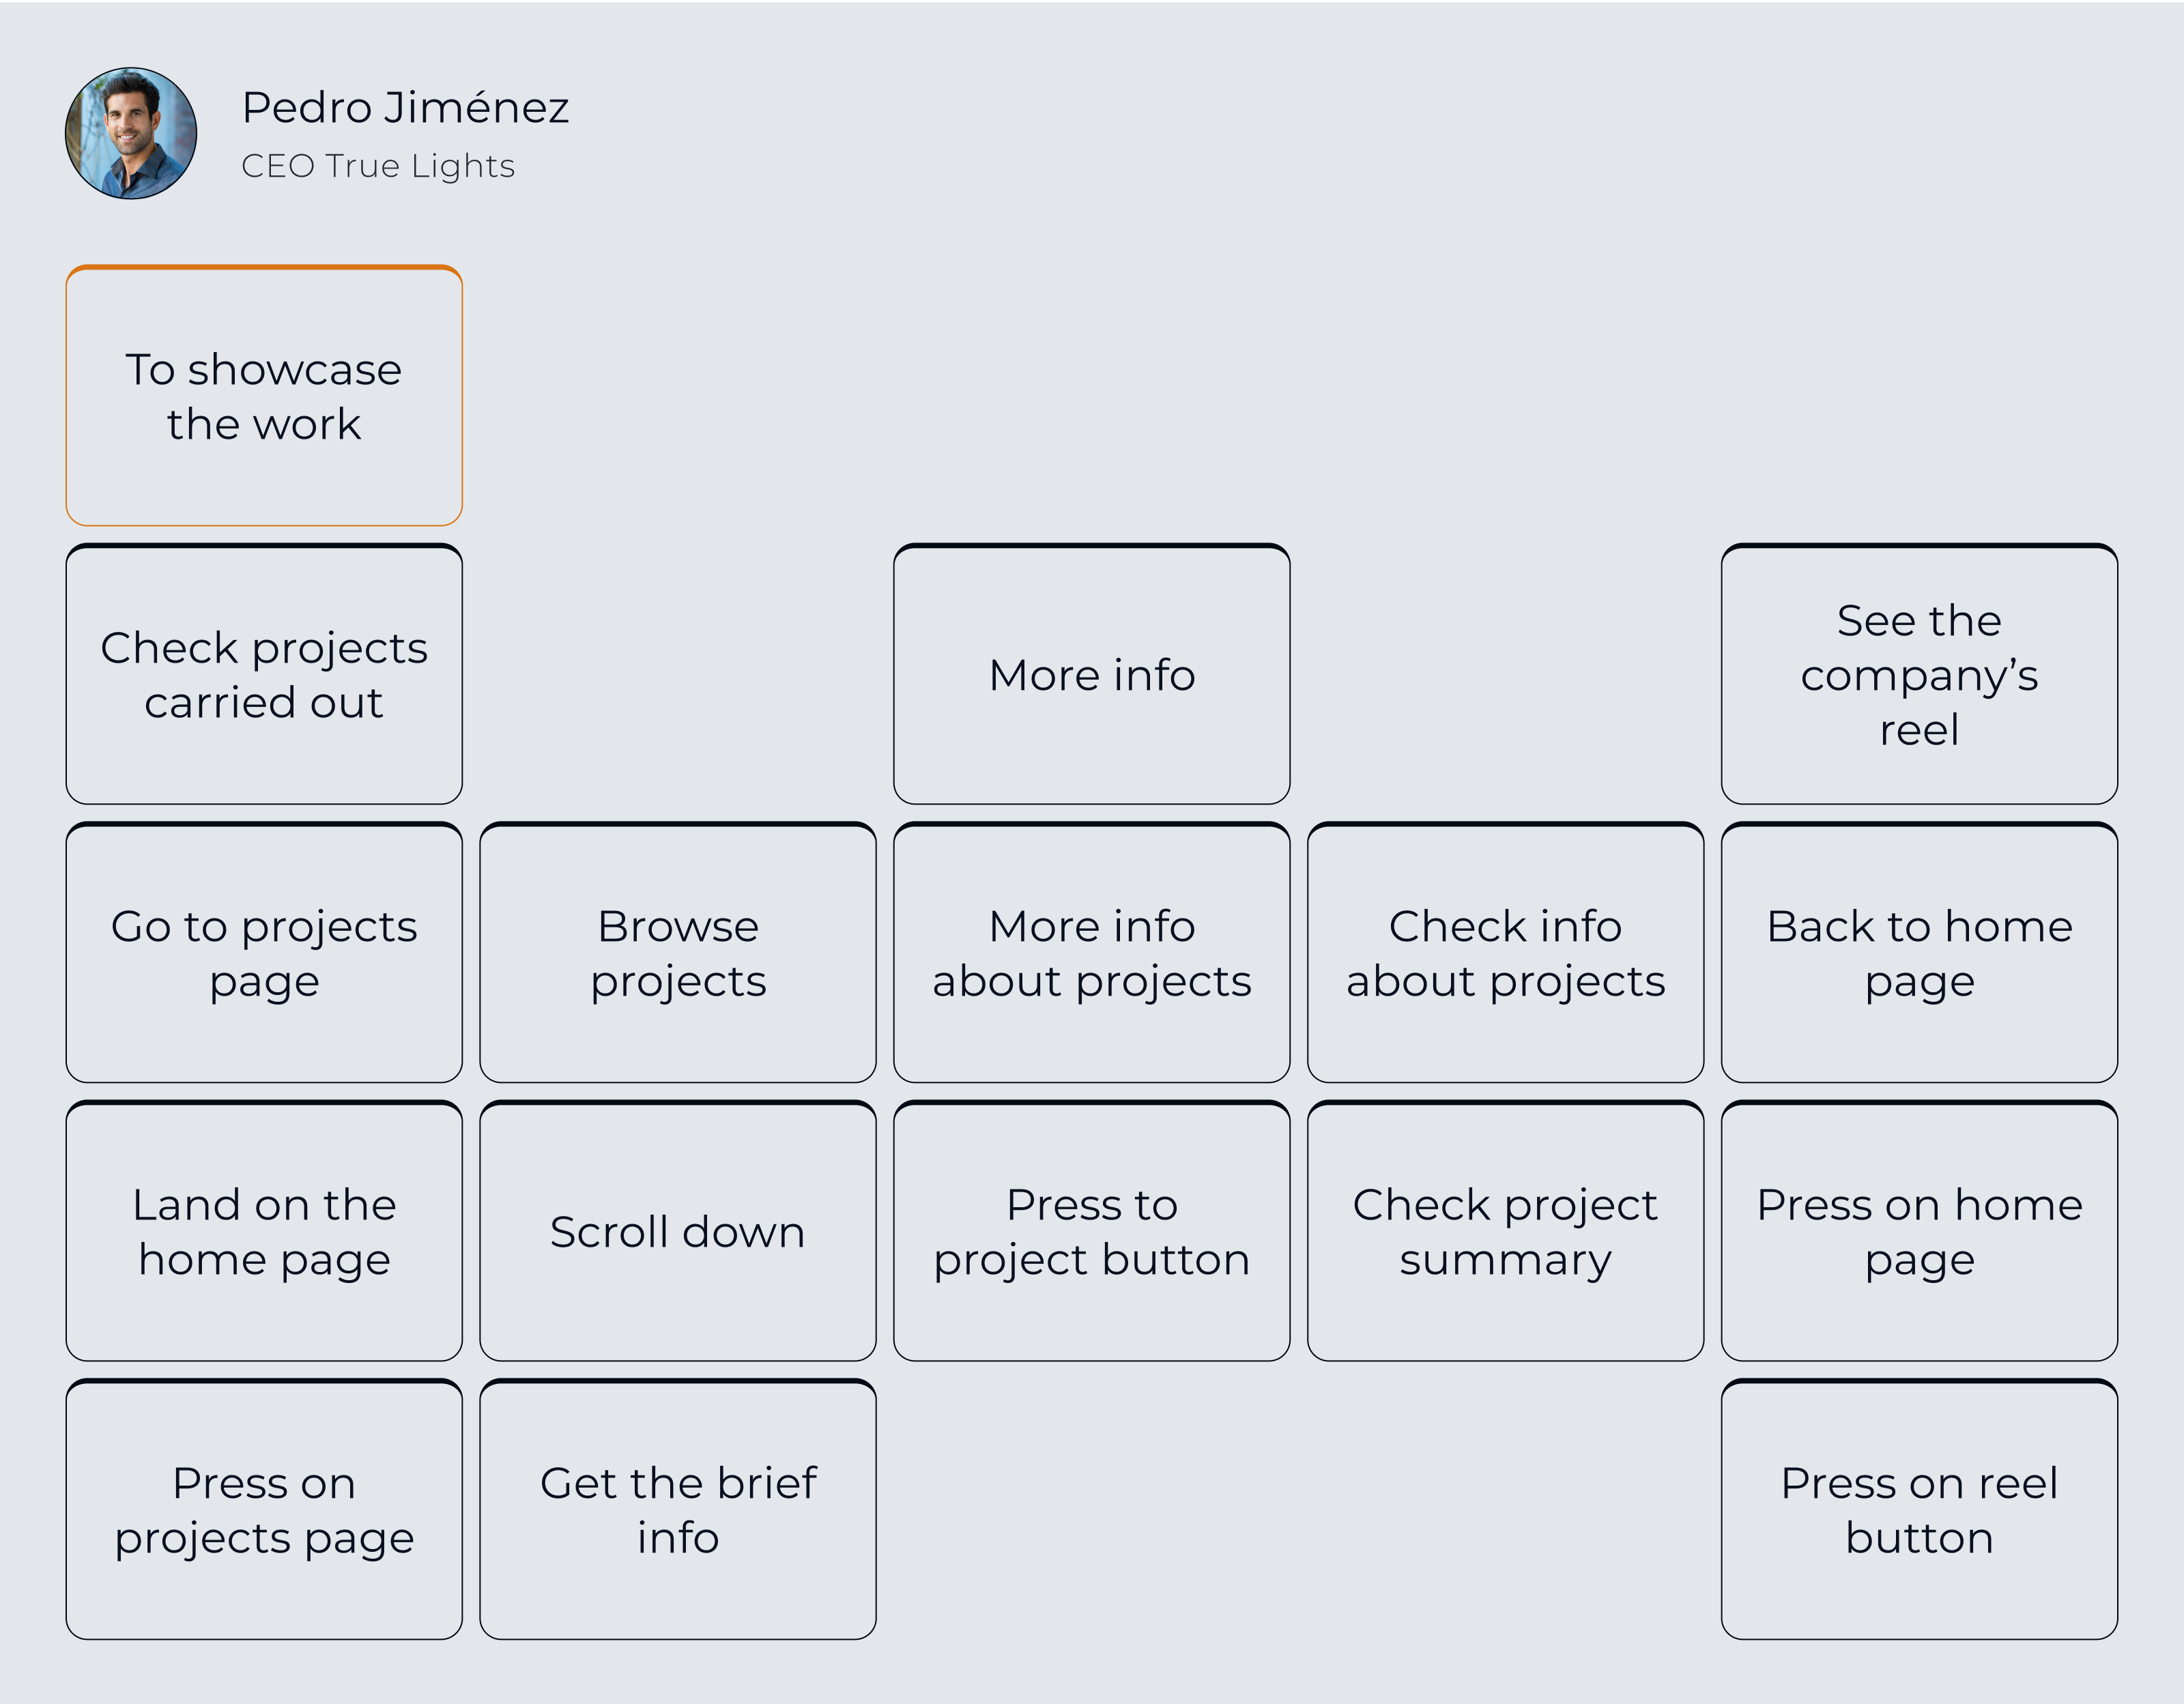 Pedro Jiménez
CEO True Lights
To showcase
the work
Check projects
carried out
More info
See the
company’s
reel
Go to projects
page
Browse
projects
More info
about projects
Check info
about projects
Back to home
page
Land on the
home page
Scroll down
Press to
project button
Check project
summary
Press on home
page
Press on
projects page
Get the brief
info
Press on reel
button